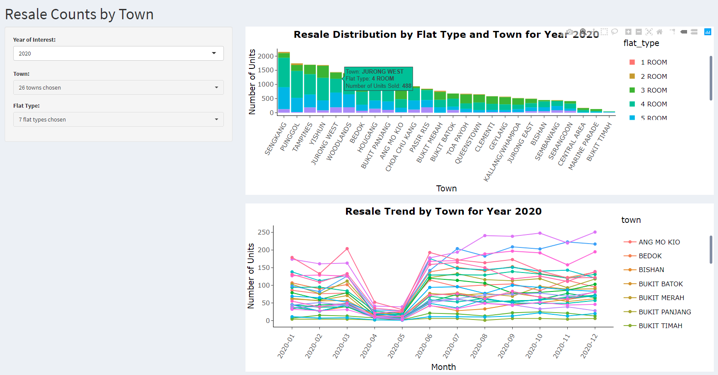 Resale Counts by Town
Year of Interest:
2020
Town:
26 towns chosen
Flat Type:
7 flat types chosen
Resale Distribution by Flat Type and Town for Year 2020
Number of Units
2000
1500
1000
500
0
Town: JURONG WEST
Flat Type: 4 ROOM
Number of Units Sold:
SENGKANG
PUNGGOL
TAMPINES
YISHUN
JURONG WEST
WOODLANDS
BEDOK
HOUGANG
BUKIT PANJANG
ANG MO KIO
CHOA CHU KANG
PASIR RIS
BUKIT MERAH
BUKIT BATOK
TOA PAYOH
QUEENSTOWN
CLEMENTI
GEYLANG
KALLANG/WHAMPOA
JURONG EAST
BISHAN
SEMBAWANG
SERANGOON
CENTRAL AREA
MARINE PARADE
BUKIT TIMAH
Town
flat_type
1 ROOM
2 ROOM
3 ROOM
4 ROOM
5 ROOM
Resale Trend by Town for Year 2020
Number of Units
250
200
150
100
50
0
2020-01
2020-02
2020-03
2020-04
2020-05
2020-06
2020-07
2020-08
2020-09
2020-10
2020-11
2020-12
Month
town
ANG MO KIO
BEDOK
BISHAN
BUKIT BATOK
BUKIT MERAH
BUKIT PANJANG
BUKIT TIMAH